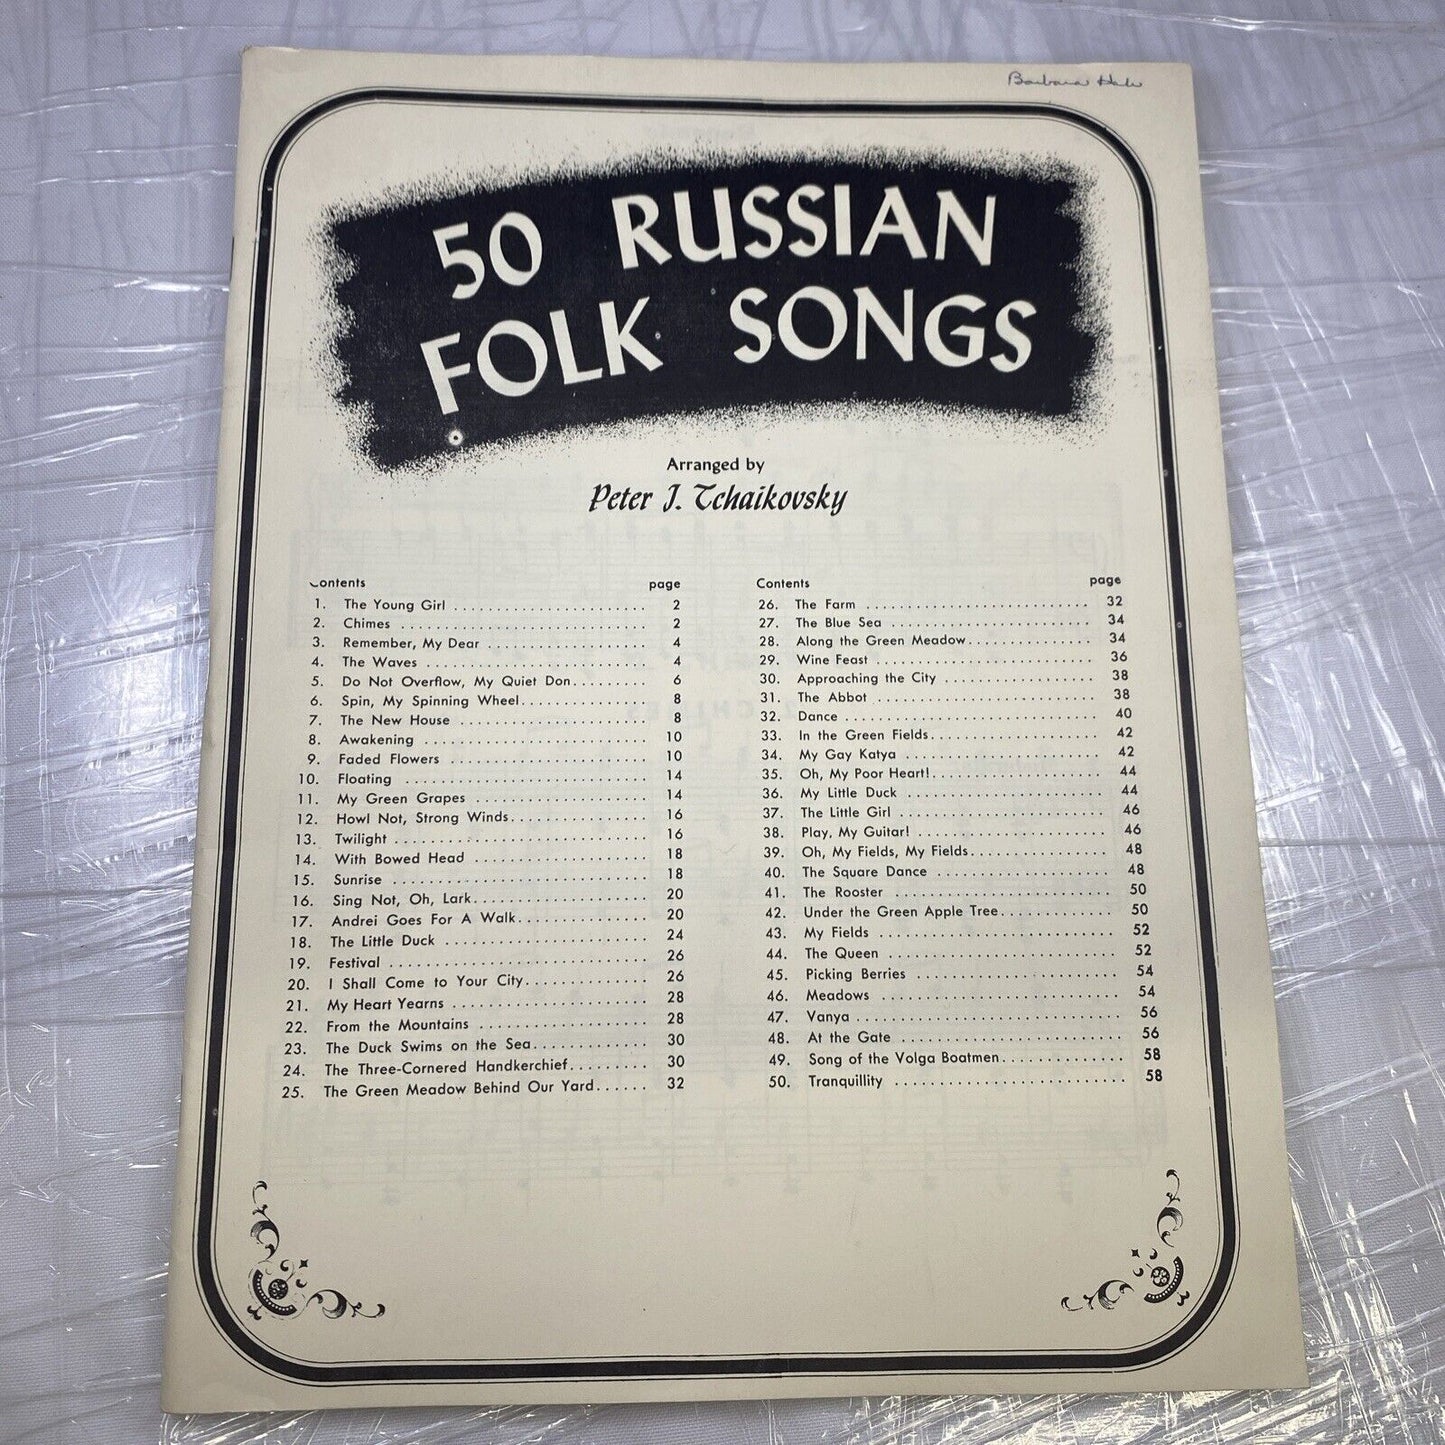 Barbara Hale
50 RUSSIAN
FOLK SONGS
Arranged by
Peter J. Tchaikovsky
Contents page
1. The Young Girl 2
2. Chimes 2
3. Remember, My Dear 4
4. The Waves 4
5. Do Not Overflow, My Quiet Don 6
6. Spin, My Spinning Wheel 8
7. The New House 8
8. Awakening 10
9. Faded Flowers 10
10. Floating 14
11. My Green Grapes 14
12. Howl Not, Strong Winds 16
13. Twilight 16
14. With Bowed Head 18
15. Sunrise 18
16. Sing Not, Oh, Lark 20
17. Andrei Goes For A Walk 20
18. The Little Duck 24
19. Festival 26
20. I Shall Come to Your City 26
21. My Heart Yearns 28
22. From the Mountains 28
23. The Duck Swims on the Sea 30
24. The Three-Cornered Handkerchief 30
25. The Green Meadow Behind Our Yard 32
Contents page
26. The Farm 32
27. The Blue Sea 34
28. Along the Green Meadow 34
29. Wine Feast 36
30. Approaching the City 38
31. The Abbot 38
32. Dance 40
33. In the Green Fields 42
34. My Gay Katya 42
35. Oh, My Poor Heart! 44
36. My Little Duck 44
37. The Little Girl 46
38. Play, My Guitar! 46
39. Oh, My Fields, My Fields 48
40. The Square Dance 48
41. The Rooster 50
42. Under the Green Apple Tree 50
43. My Fields 52
44. The Queen 52
45. Picking Berries 54
46. Meadows 54
47. Vanya 56
48. At the Gate 56
49. Song of the Volga Boatmen 58
50. Tranquillity 58